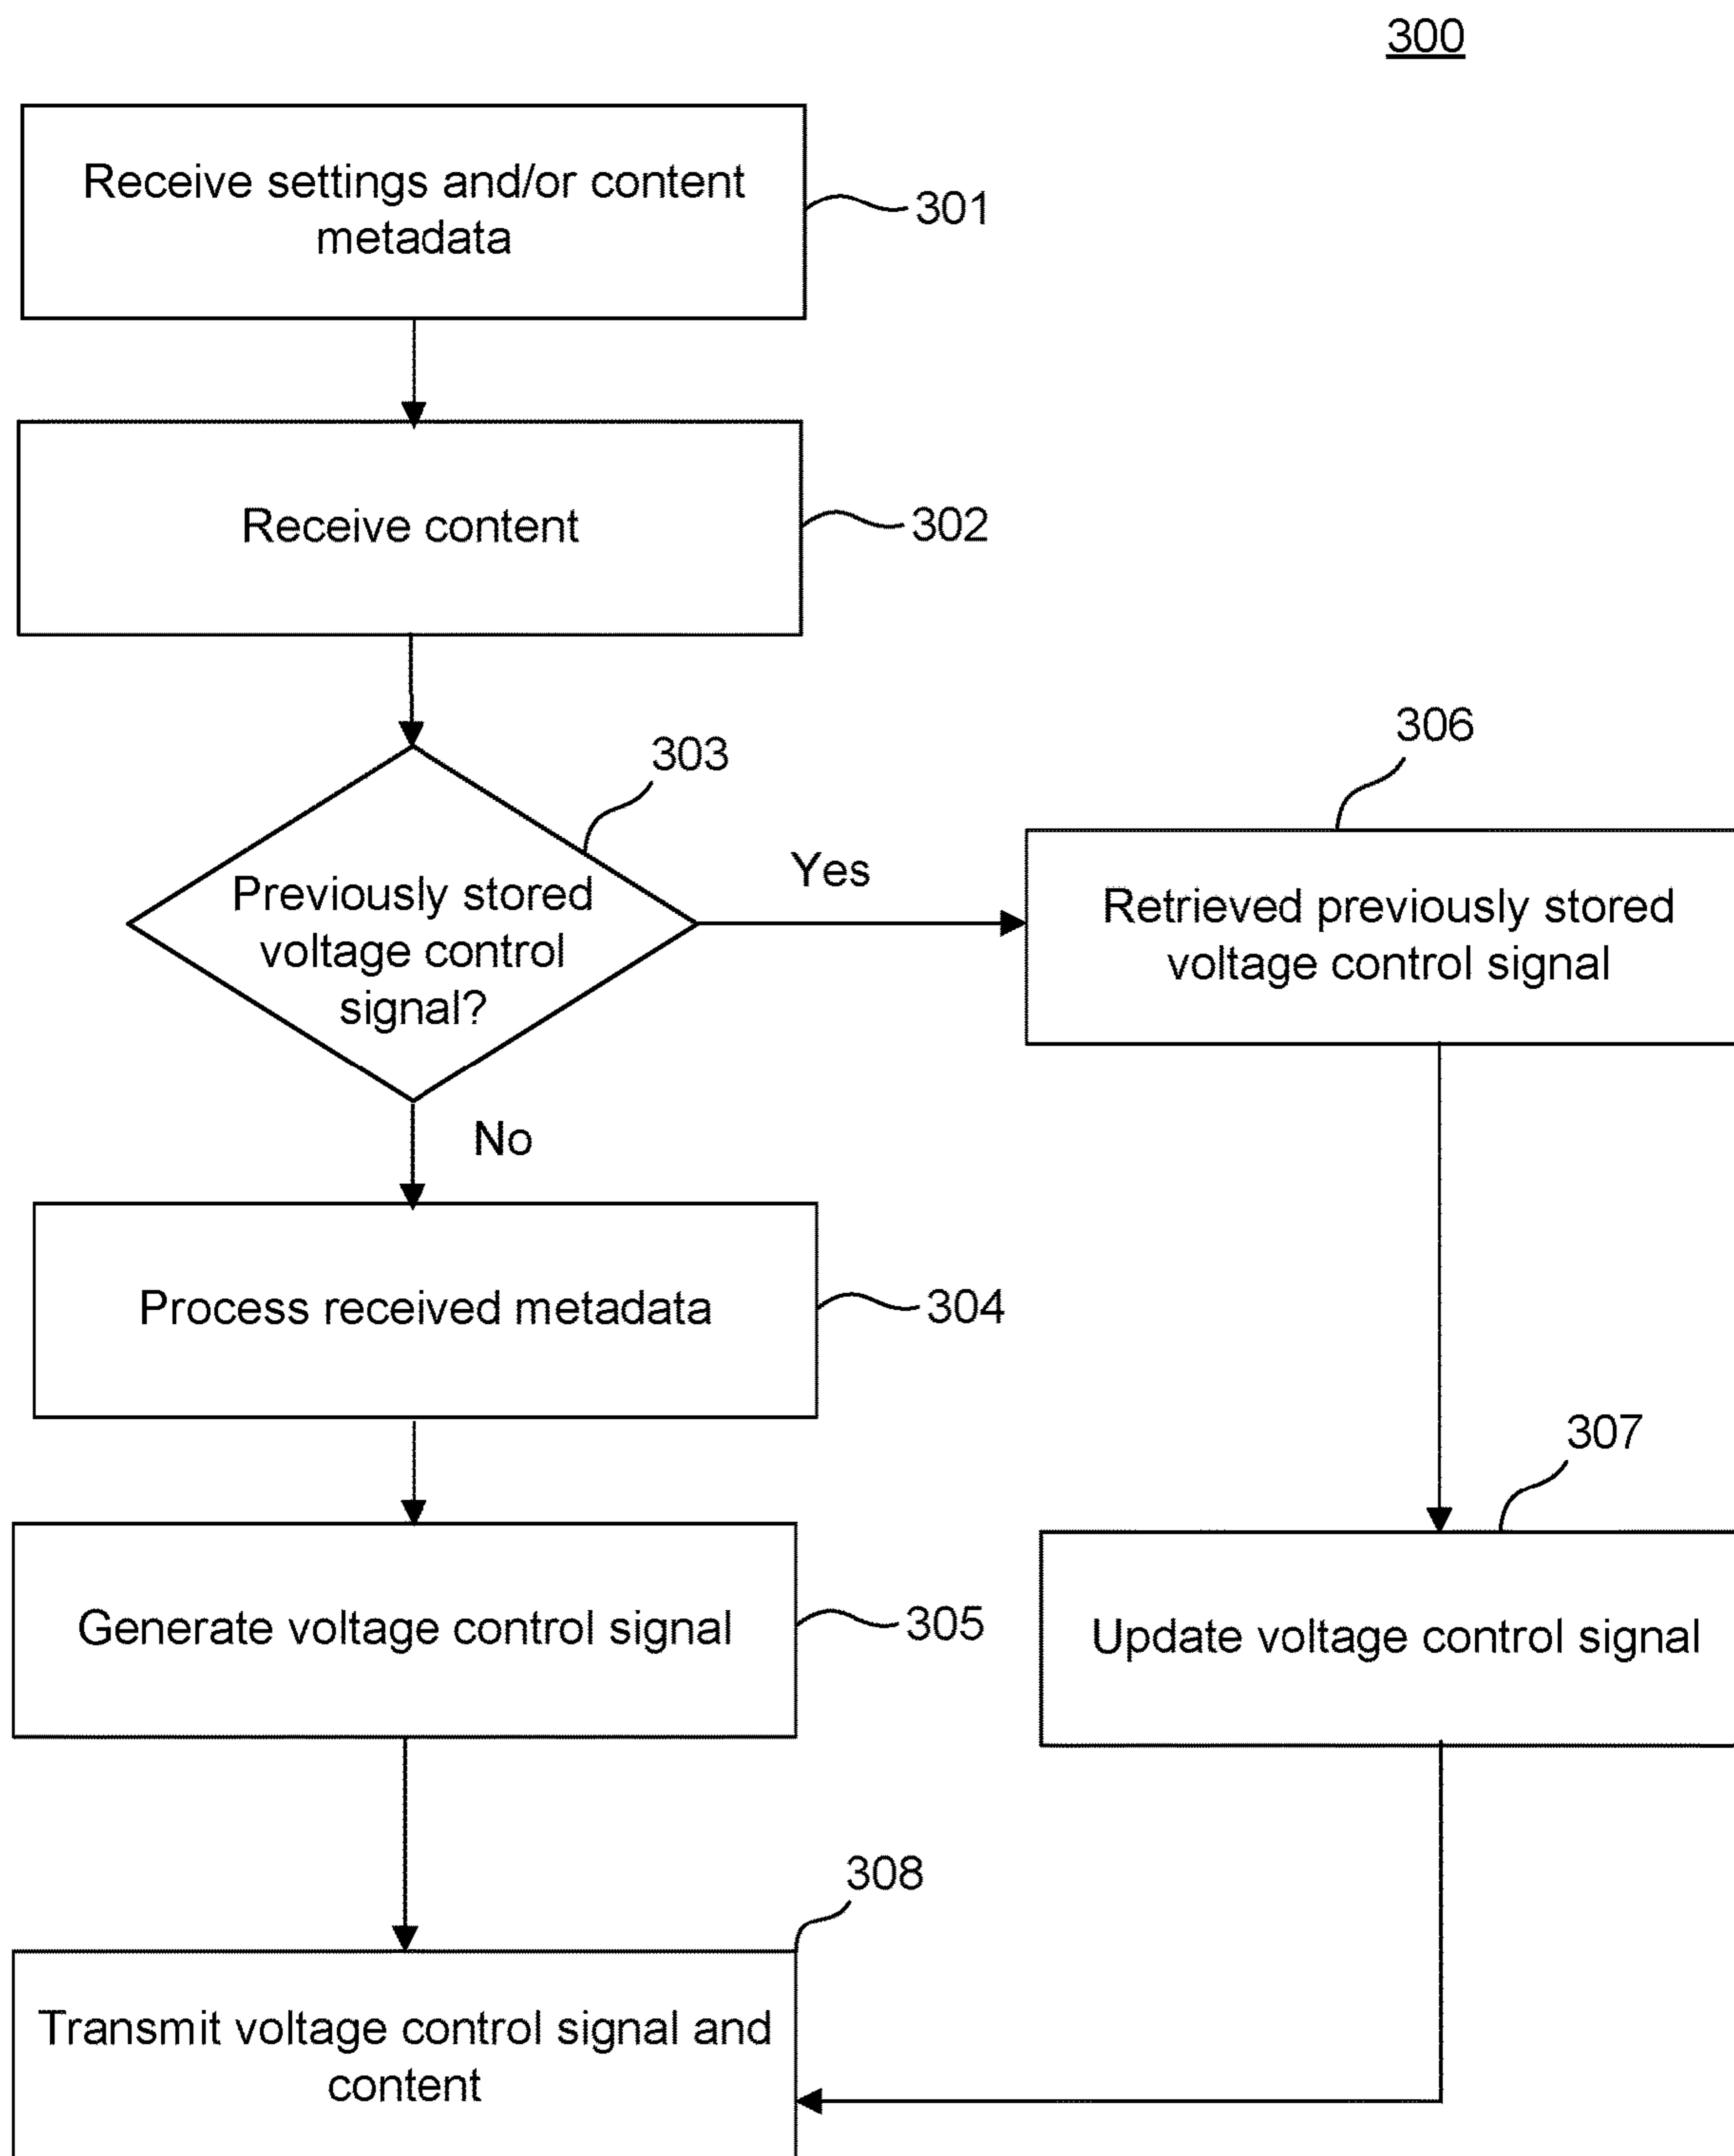 300
Receive settings and/or content
metadata
301
Receive content
302
303
Previously stored
voltage control
signal?
Yes
306
Retrieved previously stored
voltage control signal
No
Process received metadata
304
307
Generate voltage control signal
305
Update voltage control signal
308
Transmit voltage control signal and
content